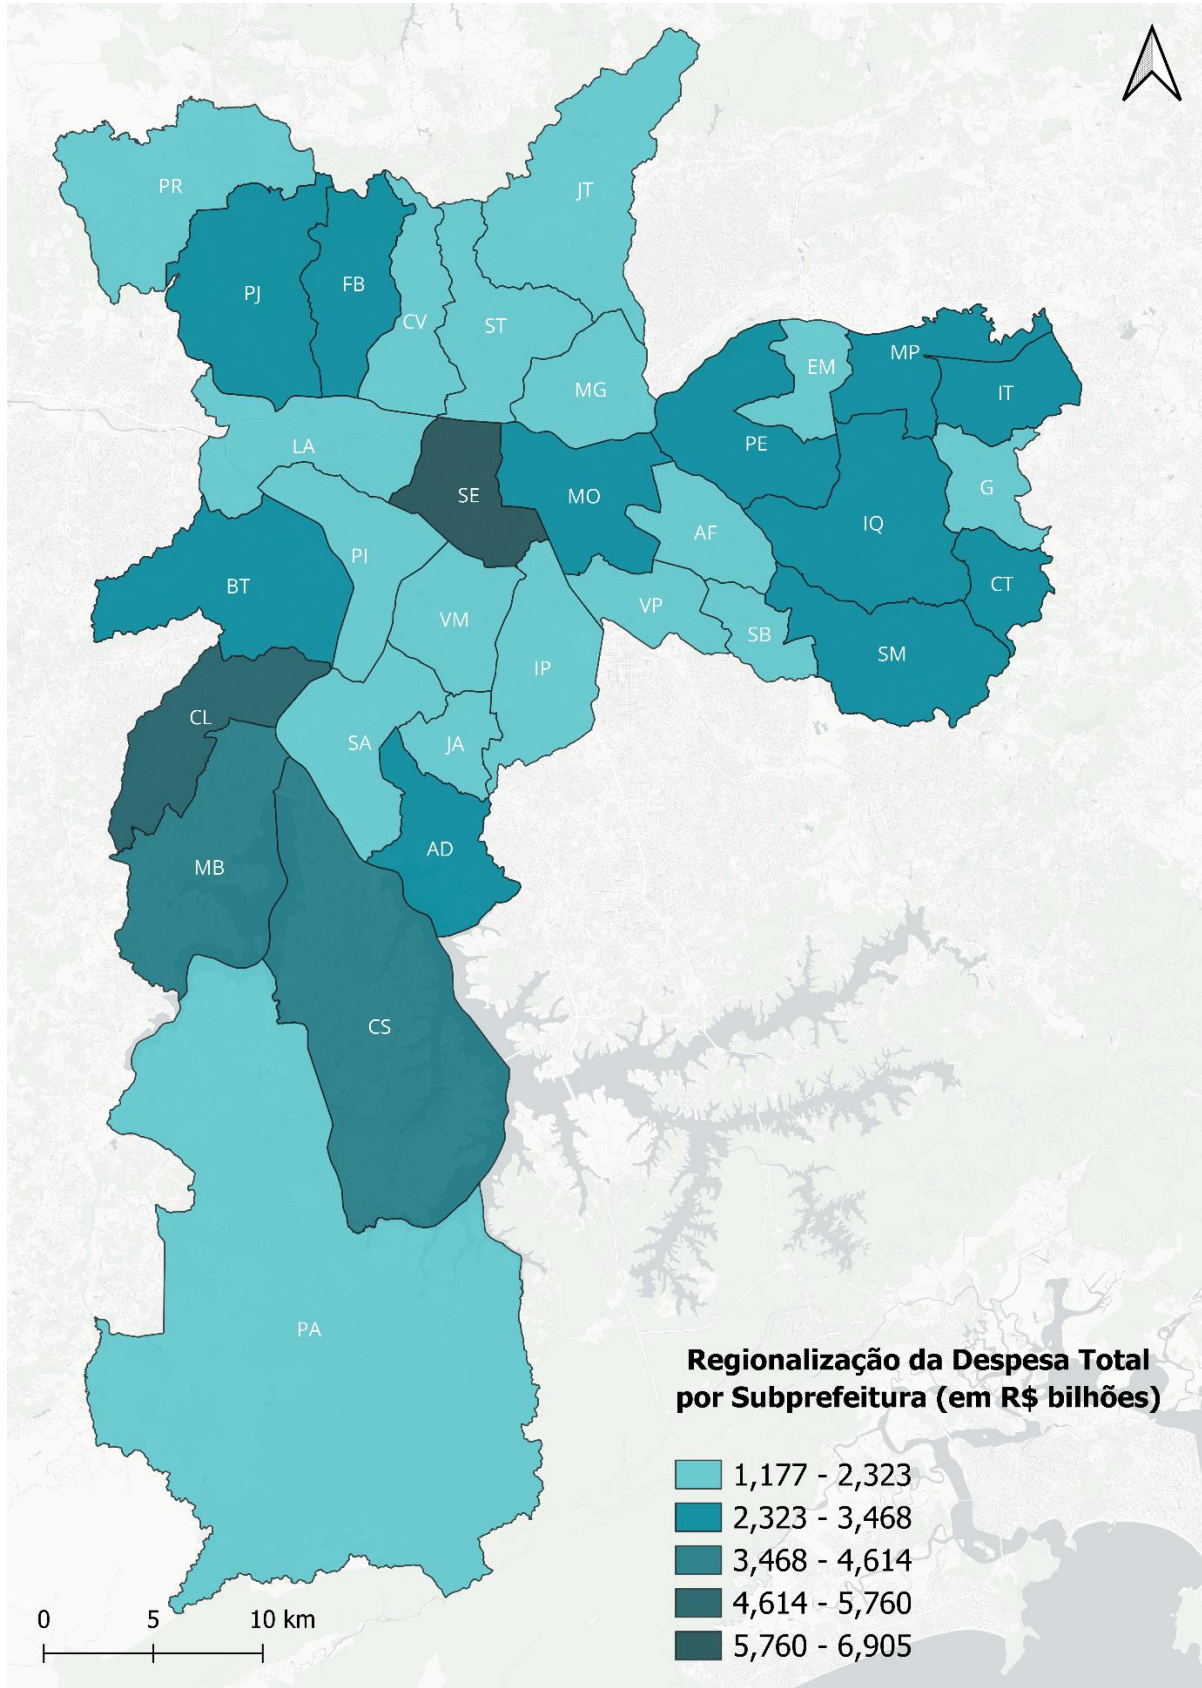 PR
JT
PJ
FB
CV
ST
MG
EM
MP
IT
LA
PE
G
SE
MO
IQ
AF
PI
BT
CT
VP
VM
SB
SM
IP
CL
SA
JA
AD
MB
CS
PA
Regionalização da Despesa Total
por Subprefeitura (em R$ bilhões)
1,177 - 2,323
2,323 - 3,468
3,468 - 4,614
4,614 - 5,760
5,760 - 6,905
0 5 10 km